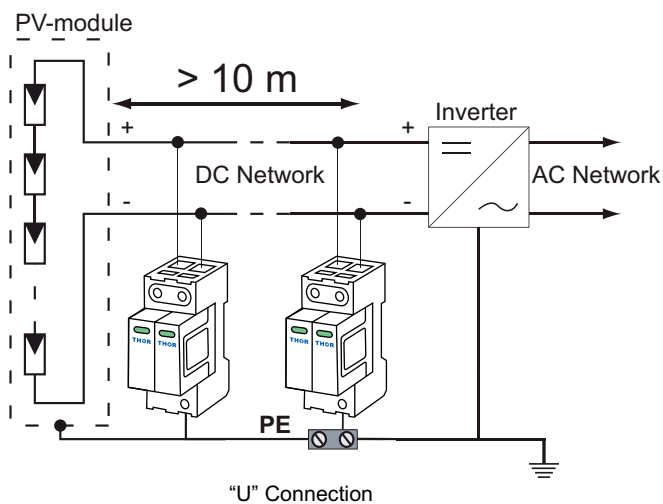 PV-module
> 10 m
Inverter
+
+
DC Network
AC Network
-
-
THOR THOR
THOR THOR
PE
“U” Connection